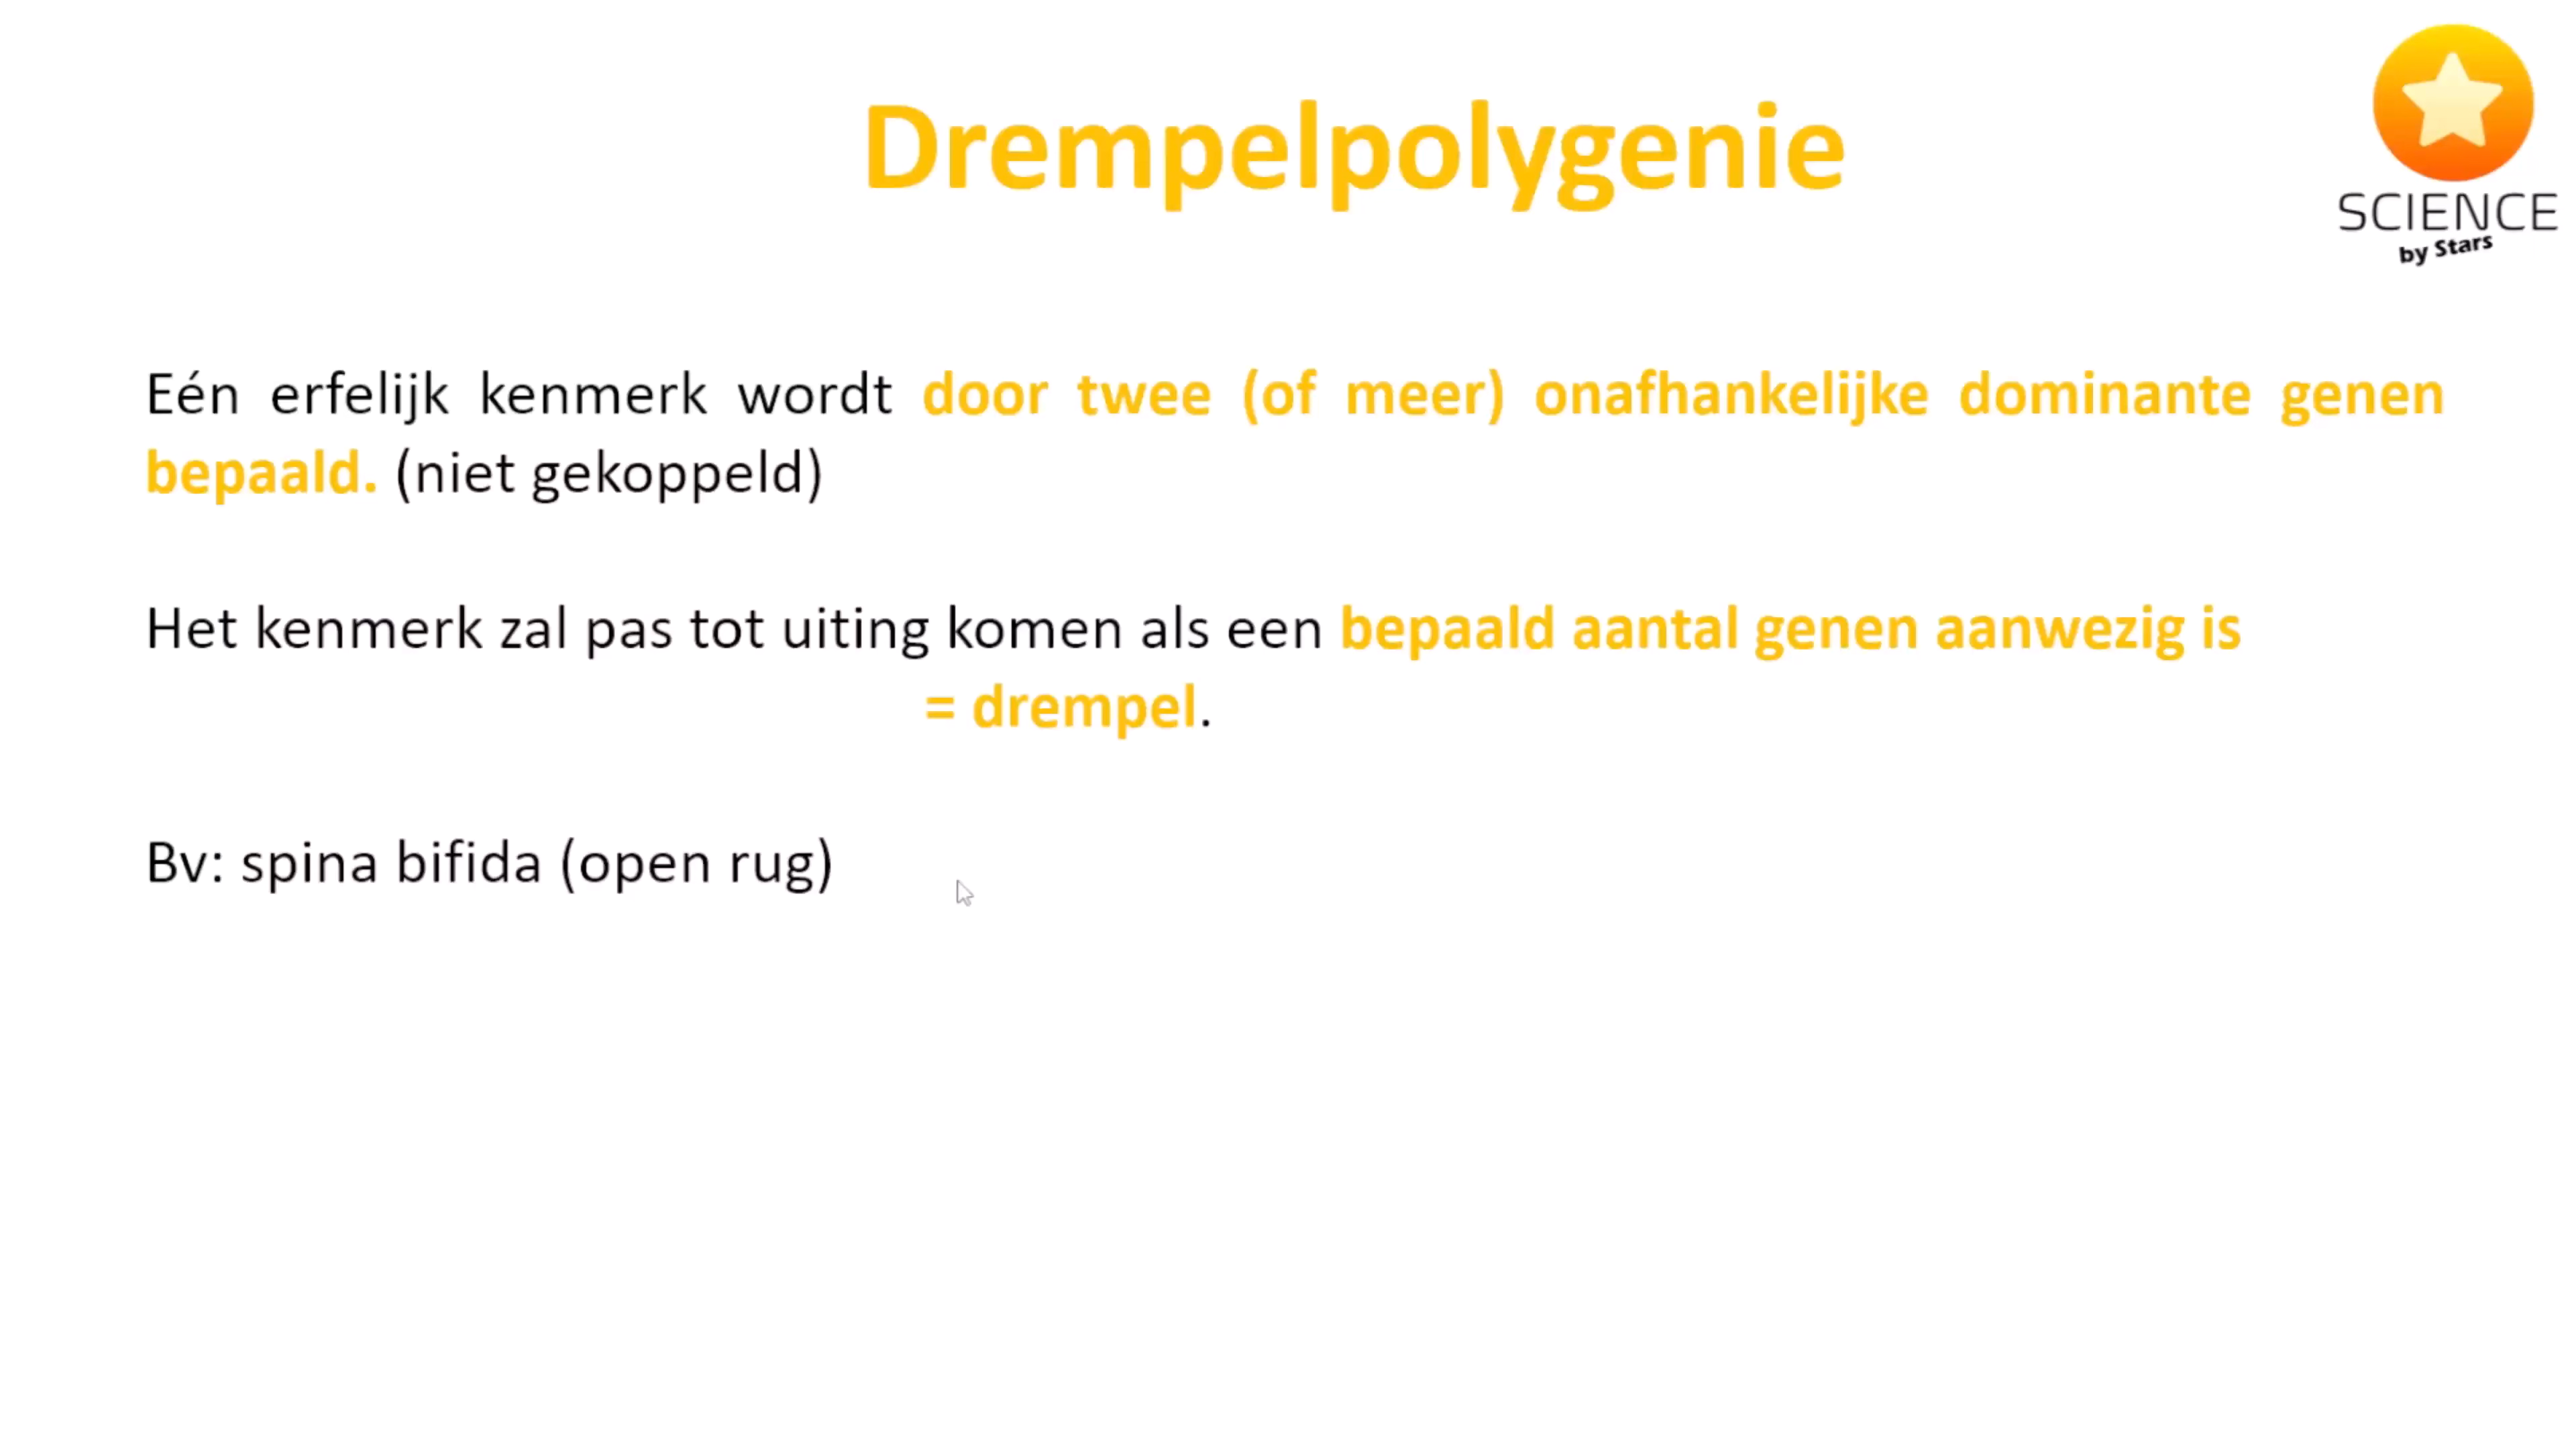 Drempelpolygenie
SCIENCE
by Stars
Eén erfelijk kenmerk wordt door twee (of meer) onafhankelijke dominante genen
bepaald. (niet gekoppeld)
Het kenmerk zal pas tot uiting komen als een bepaald aantal genen aanwezig is
= drempel.
Bv: spina bifida (open rug)